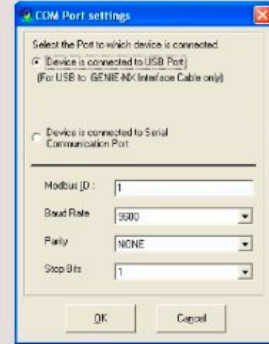 COM Port settings
Select the Port to which device is connected
Device is connected to USB Port
(For USB to GENIE-NX Interface Cable only)
Device is connected to Serial
Communication Port
Modbus ID :
1
Baud Rate
9600
Parity
NONE
Stop Bits
1
OK
Cancel